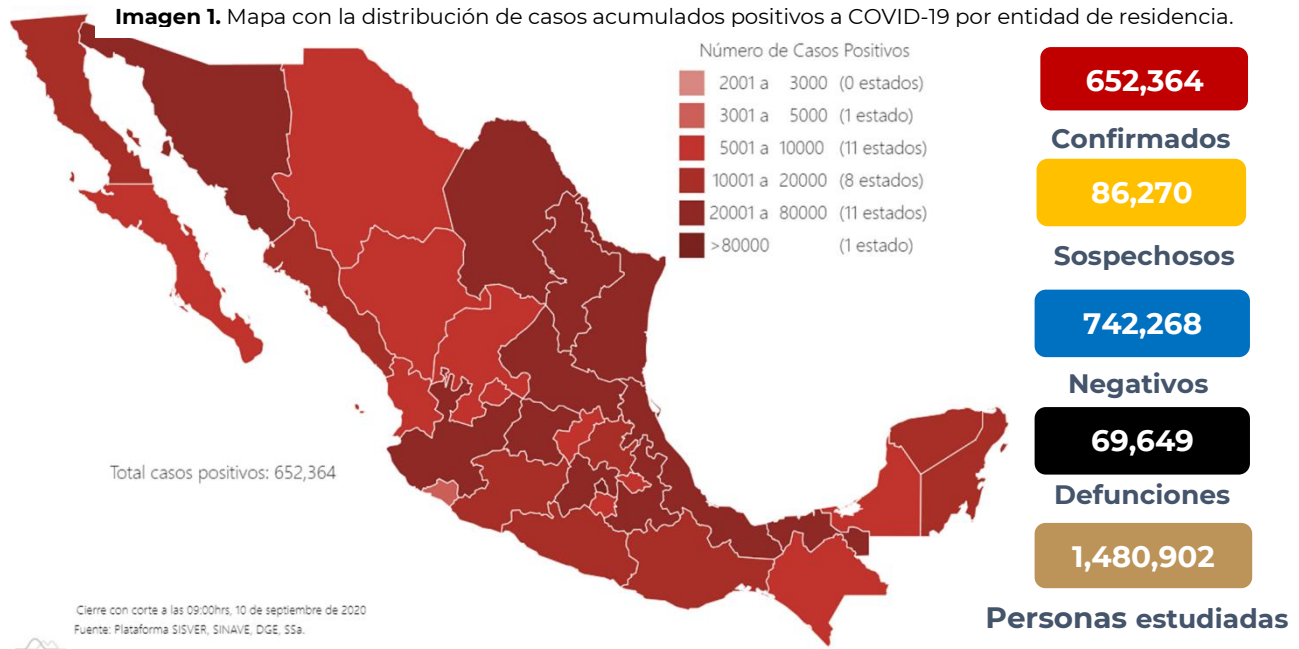 Imagen 1. Mapa con la distribución de casos acumulados positivos a COVID-19 por entidad de residencia.
Número de Casos Positivos
2001 a 3000 (0 estados)
3001 a 5000 (1 estado)
5001 a 10000 (11 estados)
10001 a 20000 (8 estados)
20001 a 80000 (11 estados)
>80000 (1 estado)
652,364
Confirmados
86,270
Sospechosos
742,268
Negativos
69,649
Defunciones
1,480,902
Personas estudiadas
Total casos positivos: 652,364
Cierre con corte a las 09:00hrs, 10 de septiembre de 2020
Fuente: Plataforma SISVER, SINAVE, DGE, SSa.